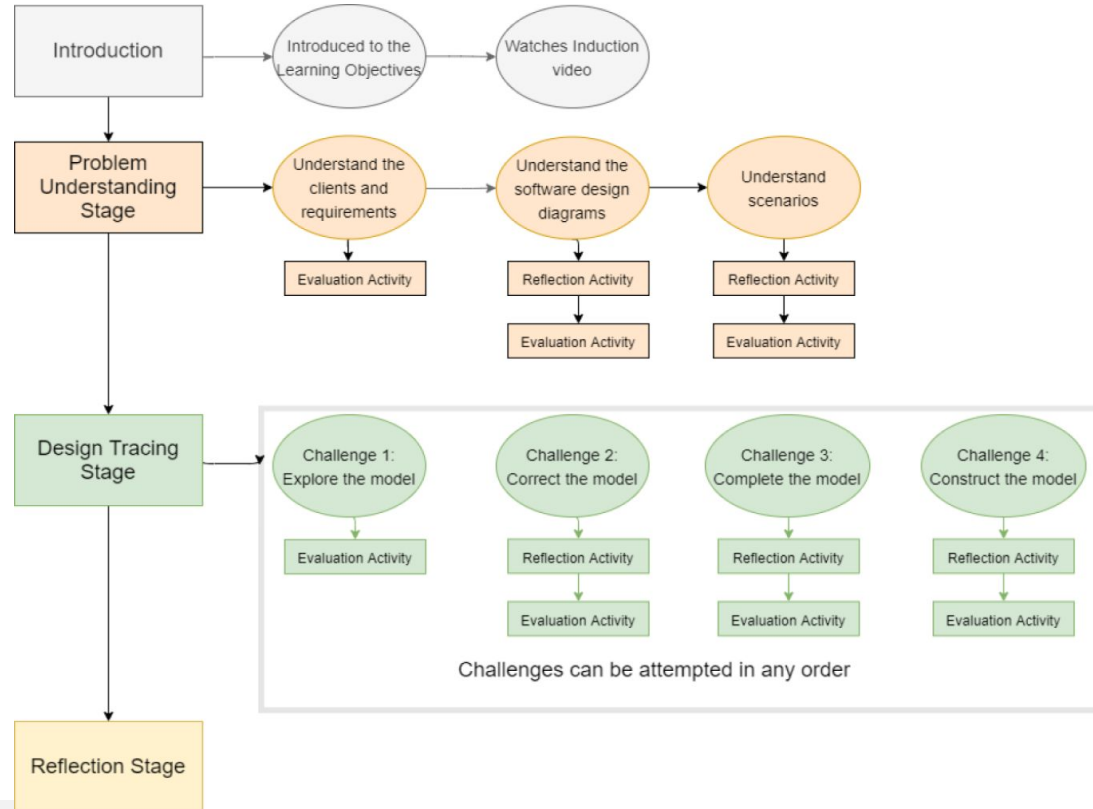 Introduction
Introduced to the
Learning Objectives
Watches Induction
video
Problem
Understanding
Stage
Understand the
clients and
requirements
Understand the
software design
diagrams
Understand
scenarios
Evaluation Activity
Reflection Activity
Reflection Activity
Evaluation Activity
Evaluation Activity
Design Tracing
Stage
Challenge 1:
Explore the model
Challenge 2:
Correct the model
Challenge 3:
Complete the model
Challenge 4:
Construct the model
Evaluation Activity
Reflection Activity
Reflection Activity
Reflection Activity
Evaluation Activity
Evaluation Activity
Evaluation Activity
Challenges can be attempted in any order
Reflection Stage